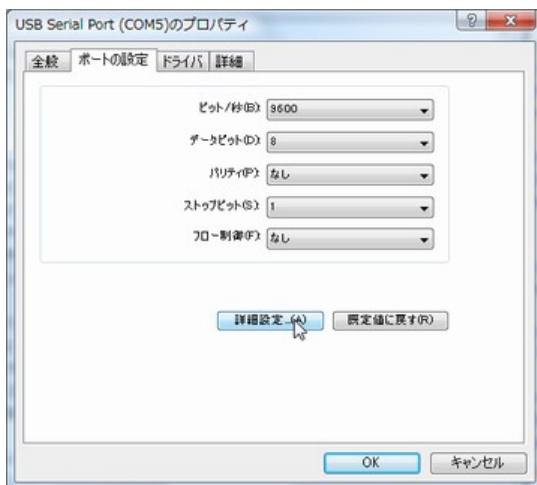 USB Serial Port (COM5)のプロパティ
全般 ポートの設定 ドライバ 詳細
ビット/秒(B): 9600
データ ビット(D): 8
パリティ(P): なし
ストップ ビット(S): 1
フロー制御(F): なし
詳細設定...(A) 既定値に戻す(R)
OK キャンセル